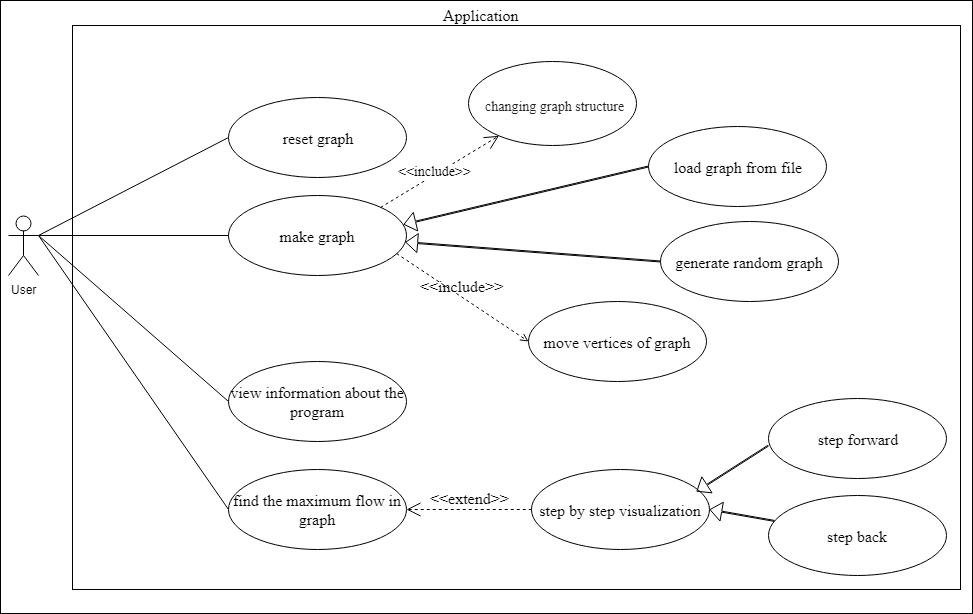 Application
changing graph structure
reset graph
<<include>>
load graph from file
make graph
generate random graph
User
<<include>>
move vertices of graph
view information about the
program
step forward
find the maximum flow in
graph
<<extend>>
step by step visualization
step back